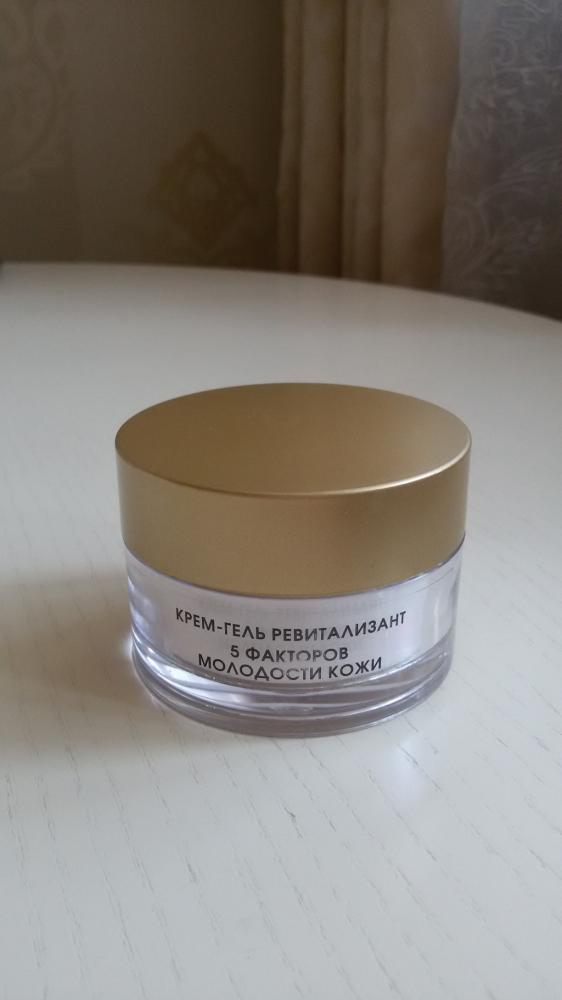 КРЕМ-ГЕЛЬ РЕВИТАЛИЗАНТ
5 ФАКТОРОВ
МОЛОДОСТИ КОЖИ